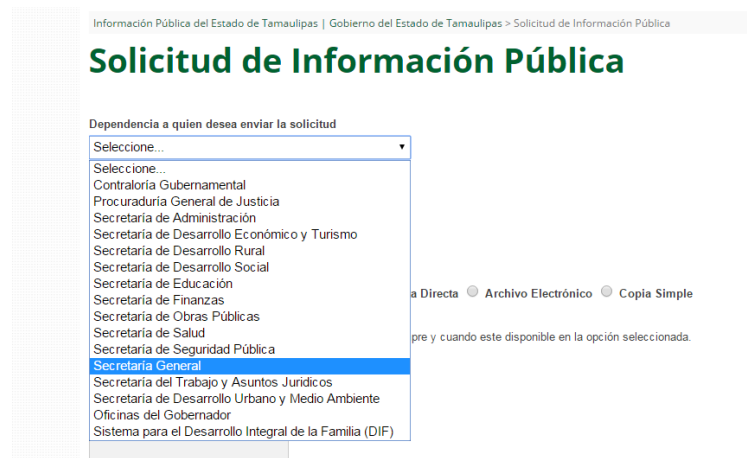 Información Pública del Estado de Tamaulipas | Gobierno del Estado de Tamaulipas > Solicitud de Información Pública
Solicitud de Información Pública
Dependencia a quien desea enviar la solicitud
Seleccione...
Seleccione...
Contraloría Gubernamental
Procuraduría General de Justicia
Secretaría de Administración
Secretaría de Desarrollo Económico y Turismo
Secretaría de Desarrollo Rural
Secretaría de Desarrollo Social
Secretaría de Educación
Secretaría de Finanzas
a Directa Archivo Electrónico Copia Simple
Secretaría de Obras Públicas
Secretaría de Salud
pre y cuando este disponible en la opción seleccionada.
Secretaría de Seguridad Pública
Secretaría General
Secretaría del Trabajo y Asuntos Juridicos
Secretaría de Desarrollo Urbano y Medio Ambiente
Oficinas del Gobernador
Sistema para el Desarrollo Integral de la Familia (DIF)